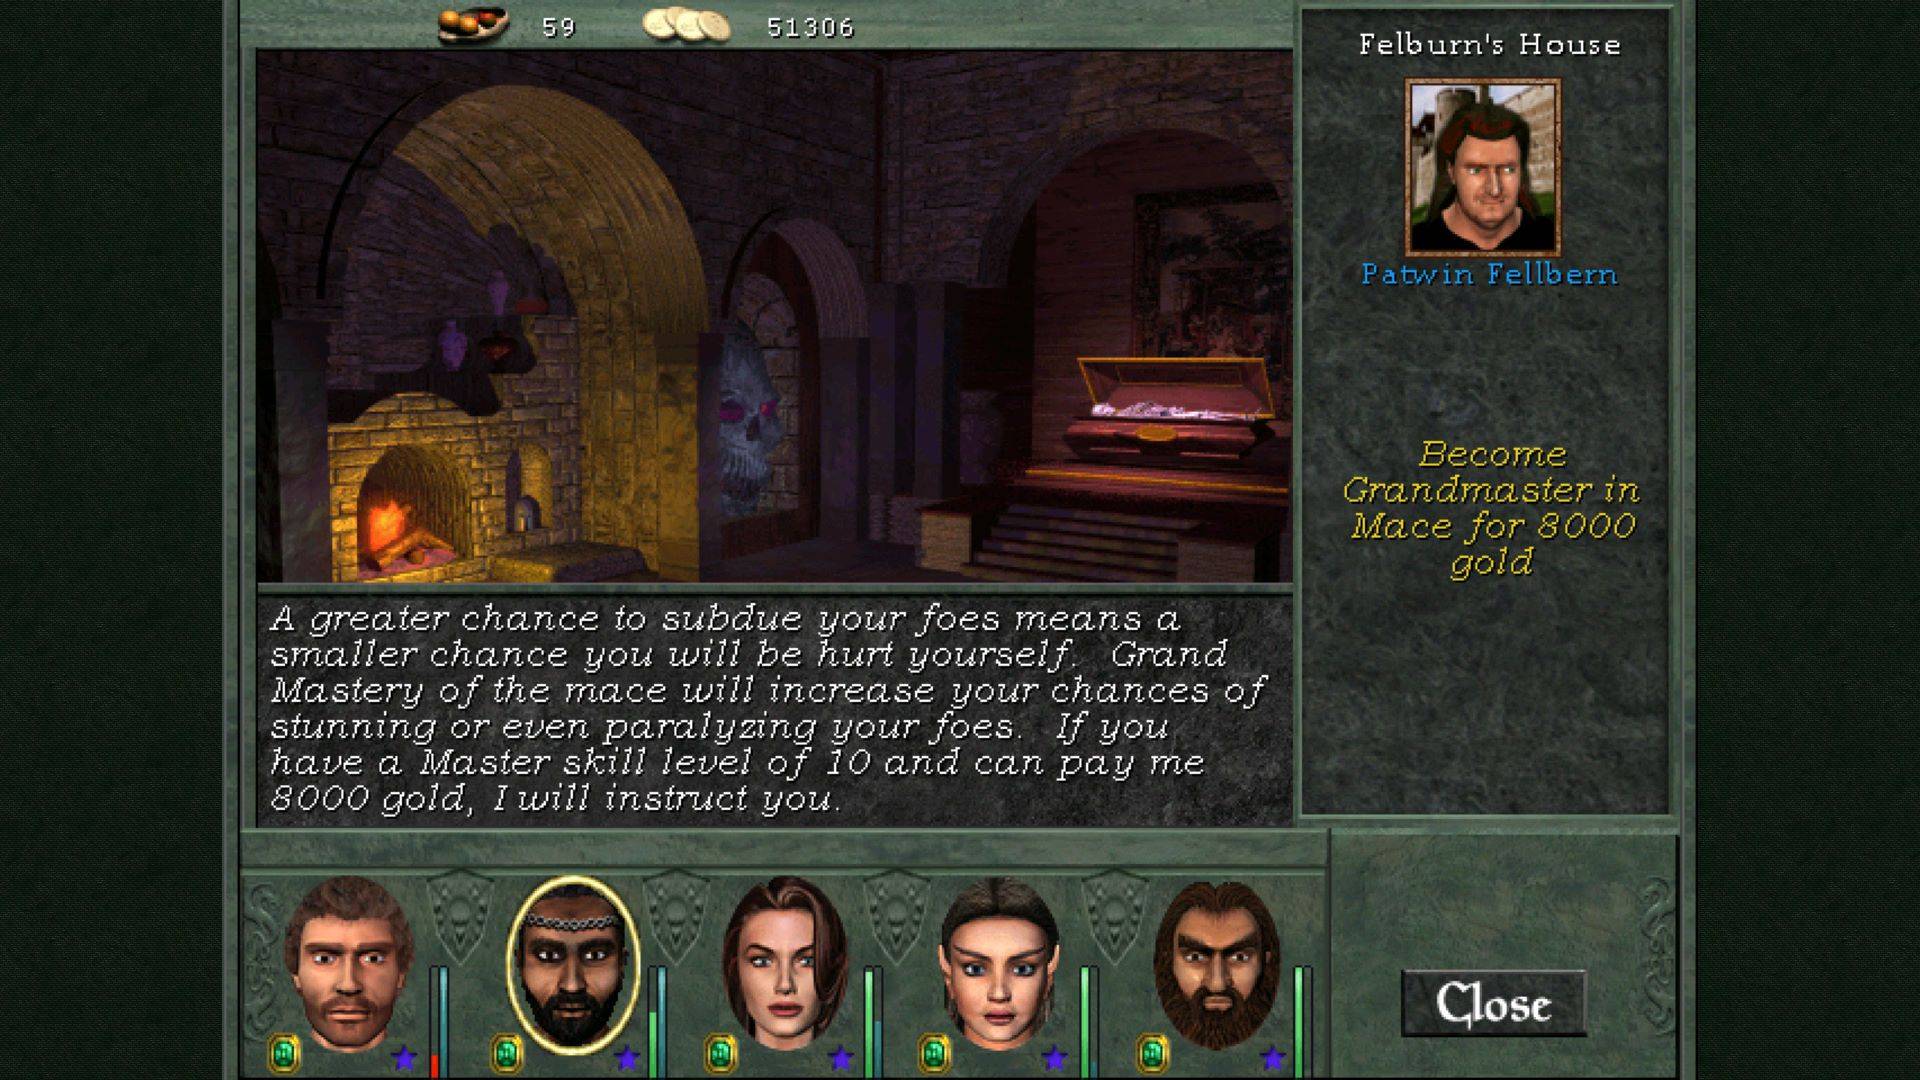 59
51306
Felburn's House
Patwin Fellbern
Become
Grandmaster in
Mace for 8000
gold
A greater chance to subdue your foes means a
smaller chance you will be hurt yourself.  Grand
Mastery of the mace will increase your chances of
stunning or even paralyzing your foes.  If you
have a Master skill level of 10 and can pay me
8000 gold, I will instruct you.
Close